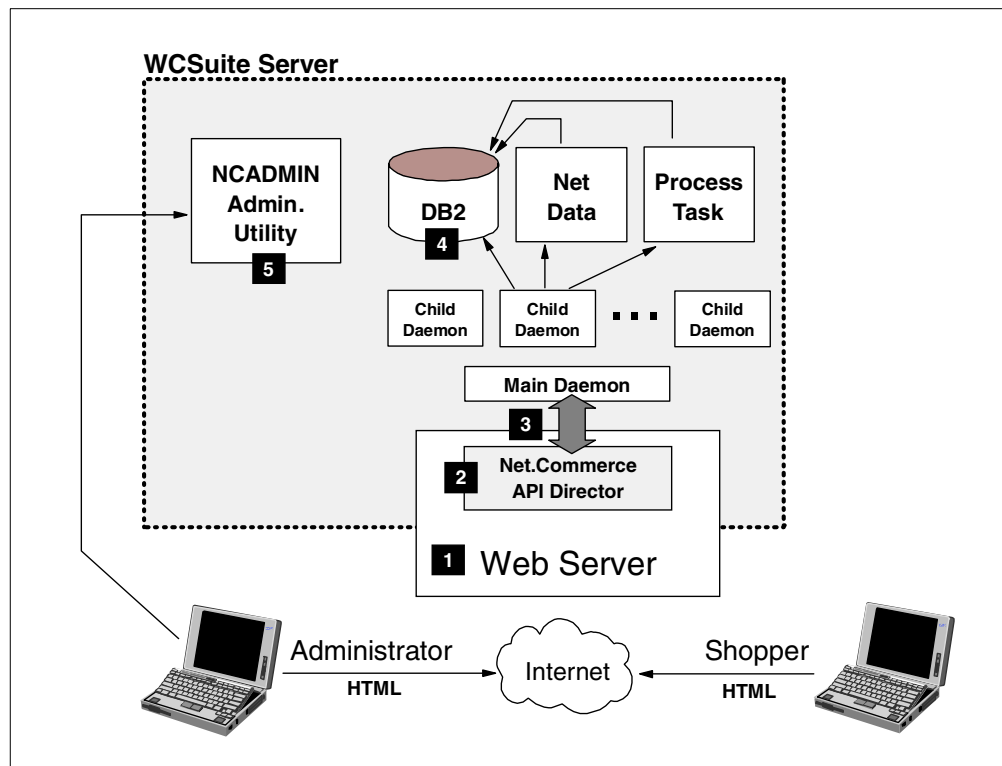 WCSuite Server
NCADMIN
Admin.
Utility
5
DB2
4
Net
Data
Process
Task
Child
Daemon
Child
Daemon
Child
Daemon
Main Daemon
3
2
Net.Commerce
API Director
1
Web Server
Administrator
HTML
Internet
Shopper
HTML